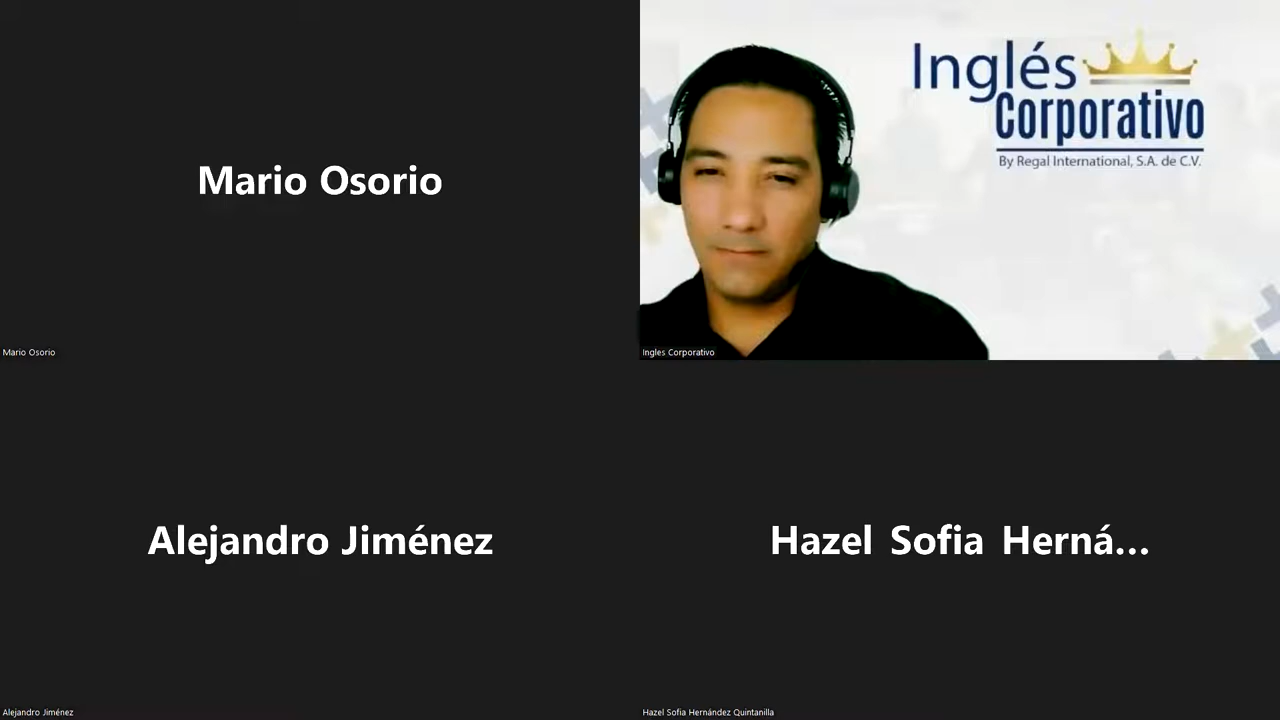 Mario Osorio
Mario Osorio
Inglés
Corporativo
By Regal International, S.A. de C.V.
Ingles Corporativo
Alejandro Jiménez
Alejandro Jiménez
Hazel Sofia Herná...
Hazel Sofia Hernández Quintanilla